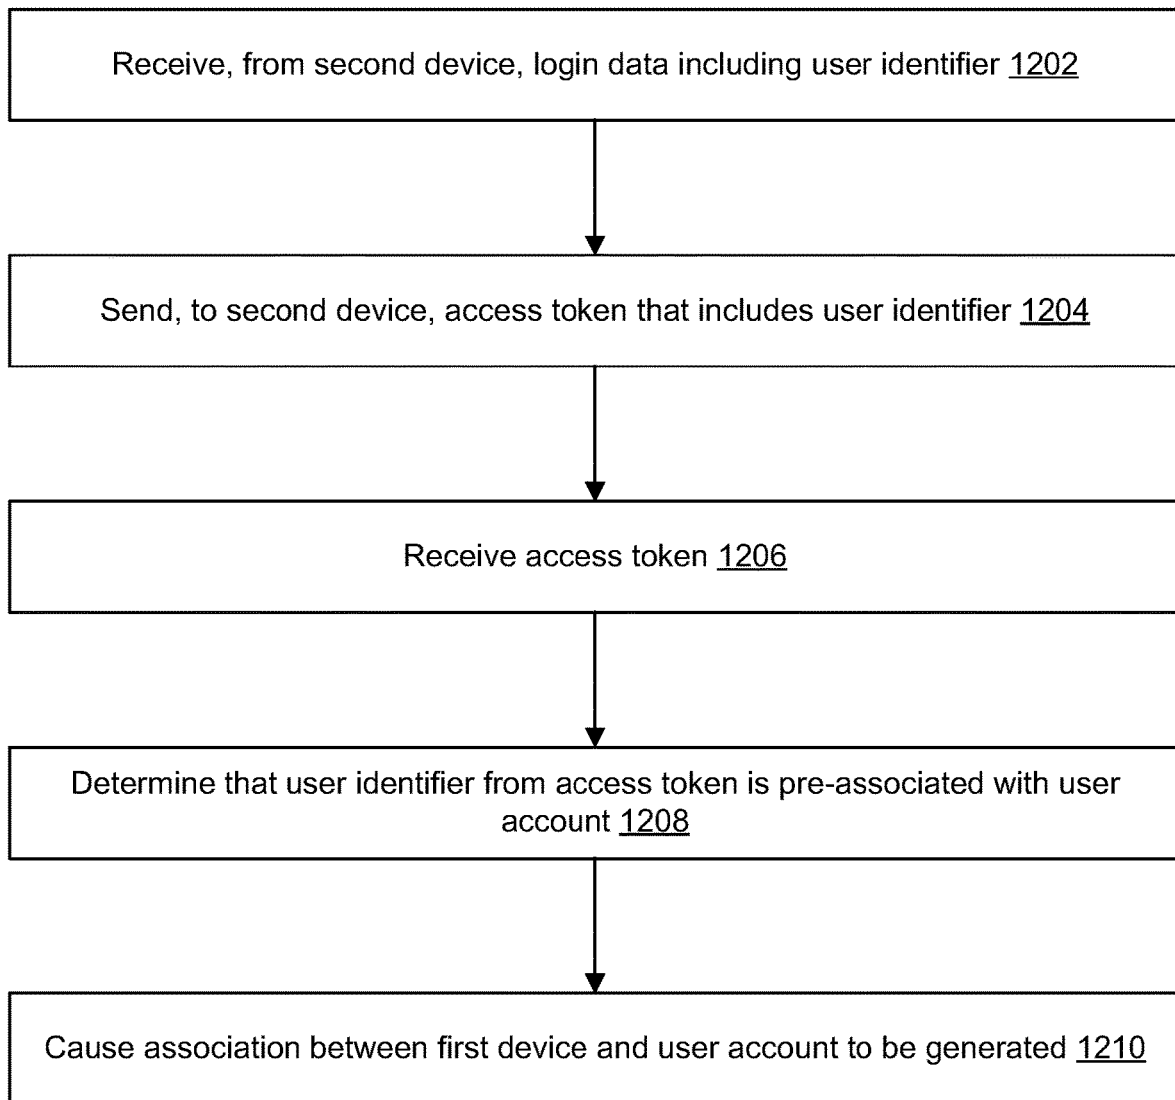 Receive, from second device, login data including user identifier 1202
Send, to second device, access token that includes user identifier 1204
Receive access token 1206
Determine that user identifier from access token is pre-associated with user
account 1208
Cause association between first device and user account to be generated 1210